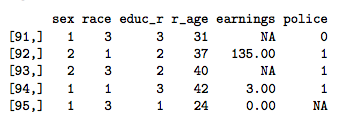 sex race educ_r r_age earnings police
[91,] 1 3 3 31 NA 0
[92,] 2 1 2 37 135.00 1
[93,] 2 3 2 40 NA 1
[94,] 1 1 3 42 3.00 1
[95,] 1 3 1 24 0.00 NA